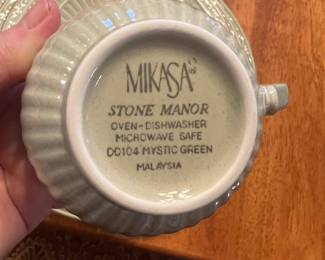 MIKASA®
STONE MANOR
OVEN-DISHWASHER
MICROWAVE SAFE
DO104 MYSTIC GREEN
MALAYSIA